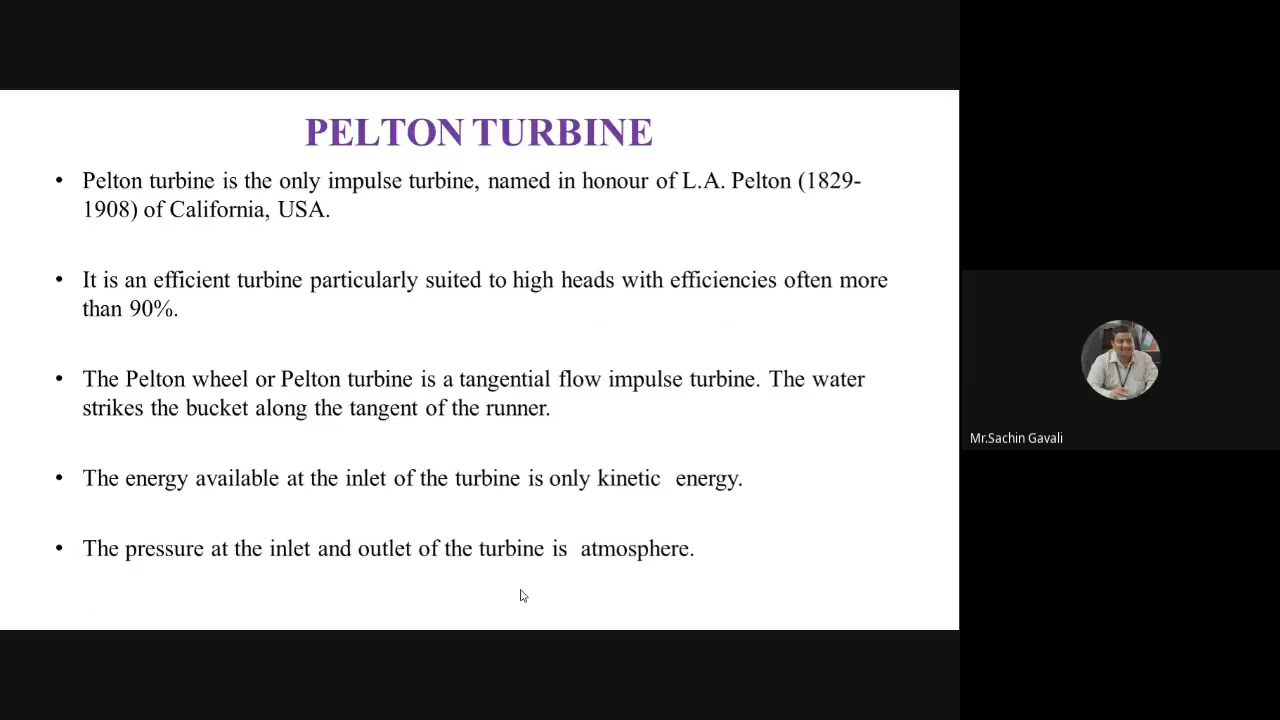 PELTON TURBINE
• Pelton turbine is the only impulse turbine, named in honour of L.A. Pelton (1829-
1908) of California, USA.
• It is an efficient turbine particularly suited to high heads with efficiencies often more
than 90%.
• The Pelton wheel or Pelton turbine is a tangential flow impulse turbine. The water
strikes the bucket along the tangent of the runner.
• The energy available at the inlet of the turbine is only kinetic energy.
• The pressure at the inlet and outlet of the turbine is atmosphere.
Mr.Sachin Gavali